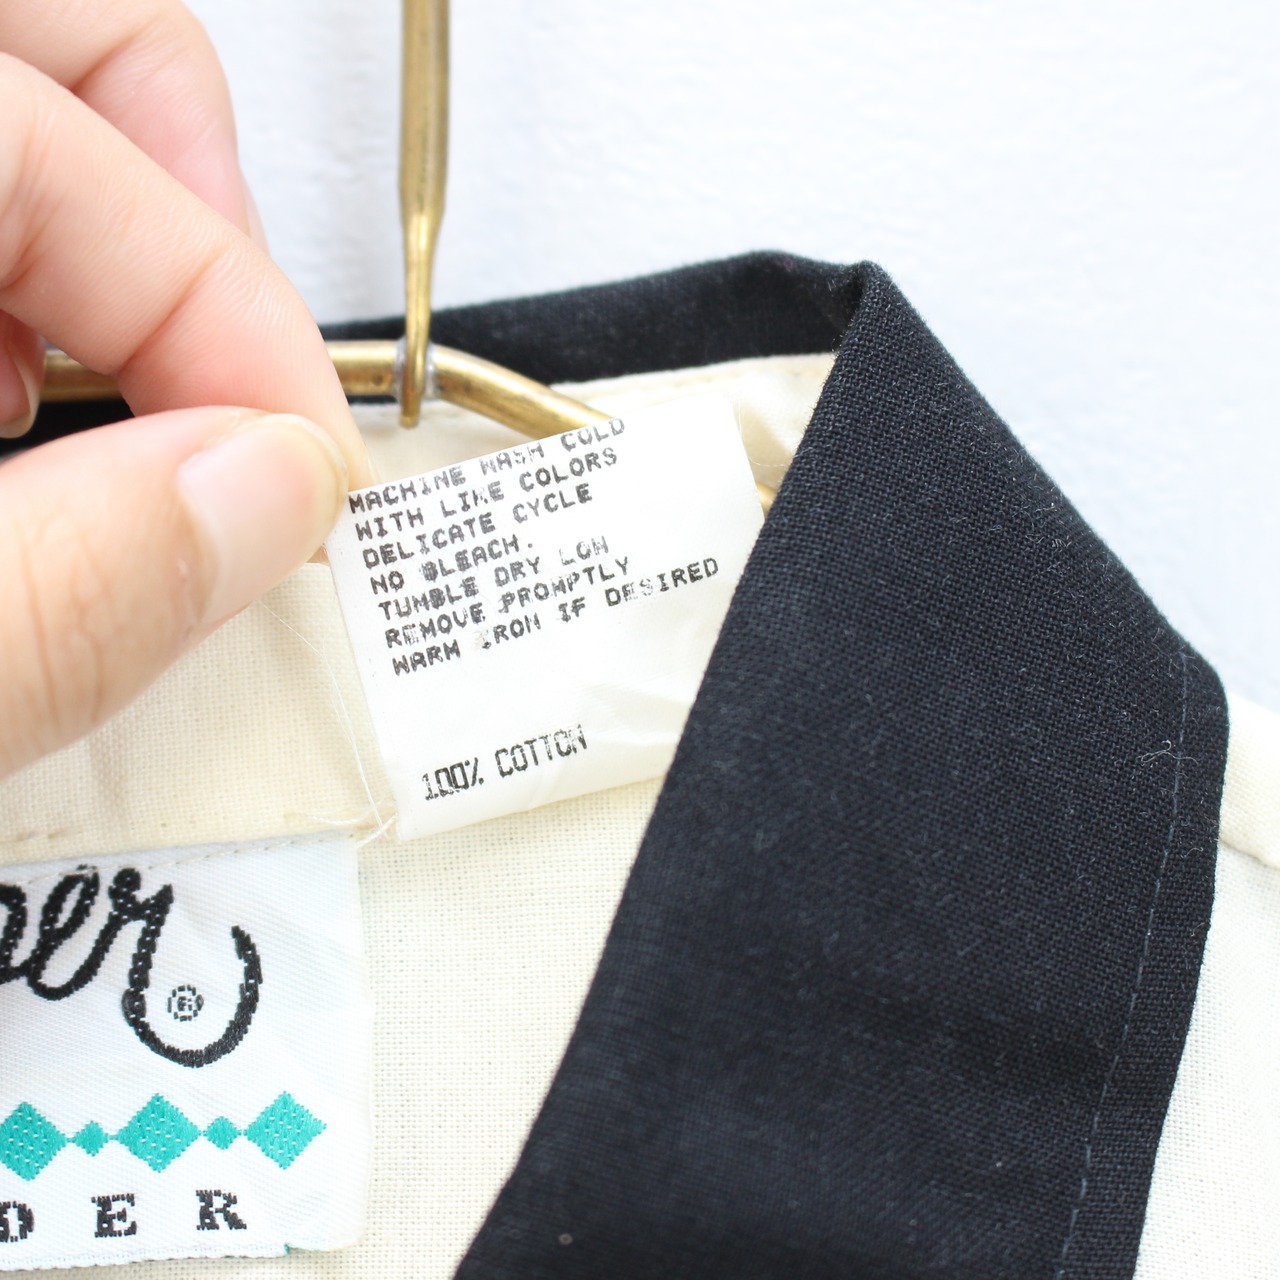 MACHINE WASH COLD
WITH LIKE COLORS
DELICATE CYCLE
NO BLEACH.
TUMBLE DRY LOW
REMOVE PROMPTLY
WARM IRON IF DESIRED
100% COTTON
er
®
DER